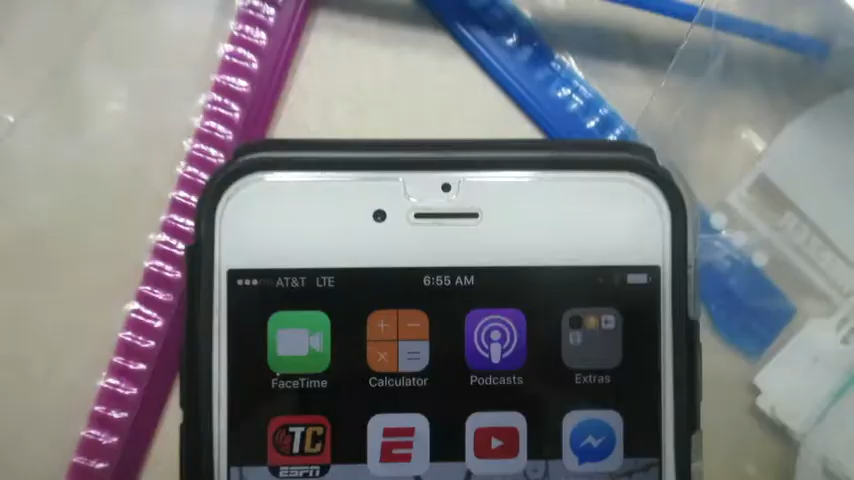 AT&T LTE 6:55 AM
FaceTime Calculator Podcasts Extras
TC E
ESPN